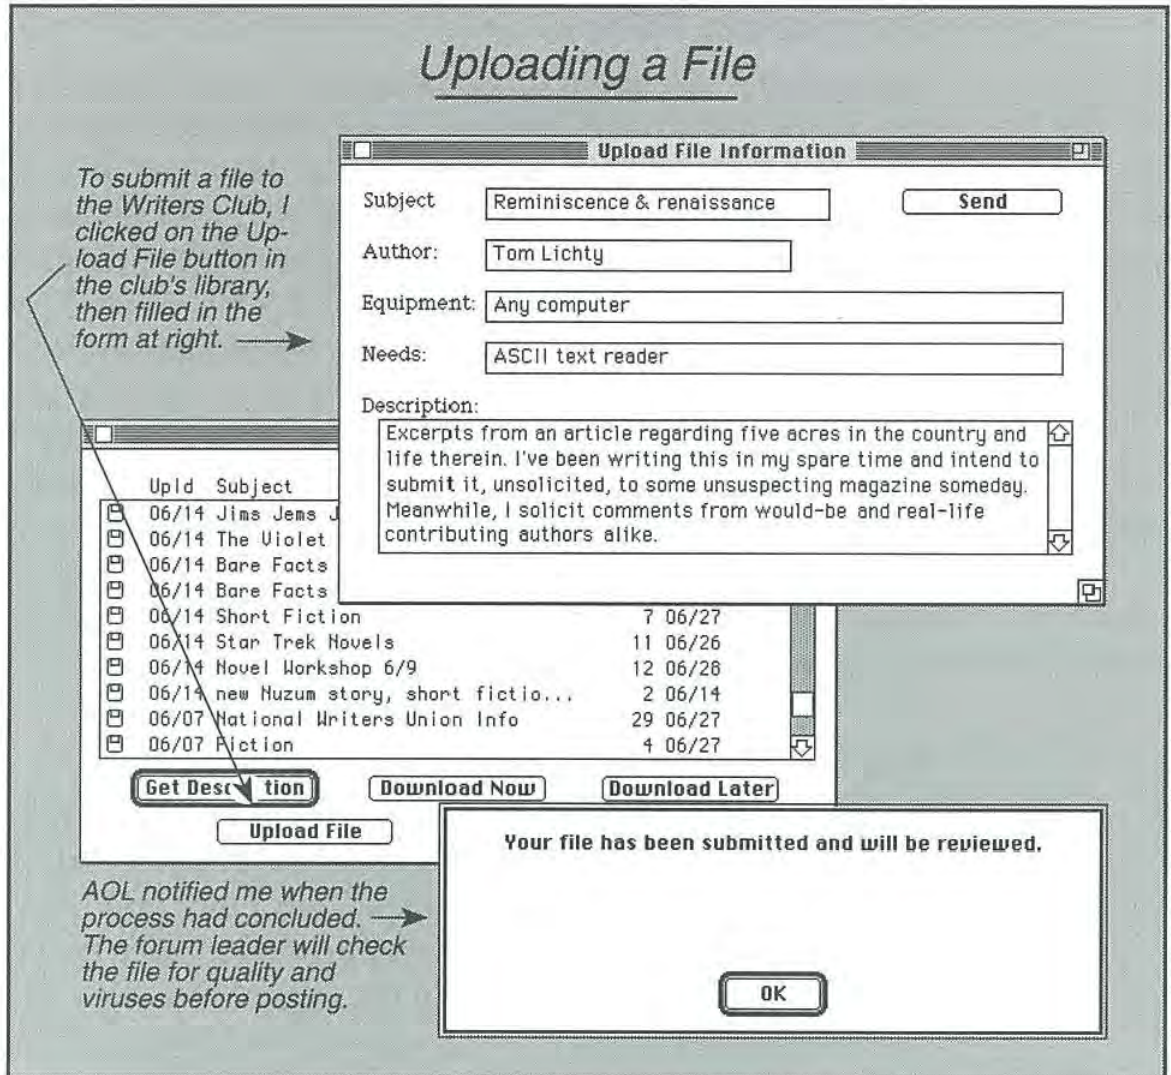 Uploading a File
To submit a file to
the Writers Club, I
clicked on the Up-
load File button in
the club's library,
then filled in the
form at right.
Upload File Information
Subject Reminiscence & renaissance Send
Author: Tom Lichty
Equipment: Any computer
Needs: ASCII text reader
Description:
Excerpts from an article regarding five acres in the country and
life therein. I've been writing this in my spare time and intend to
submit it, unsolicited, to some unsuspecting magazine someday.
Meanwhile, I solicit comments from would-be and real-life
contributing authors alike.
Upld Subject
06/14 Jims Jems J
06/14 The Violet
06/14 Bare Facts
06/14 Bare Facts
06/14 Short Fiction 7 06/27
06/14 Star Trek Novels 11 06/26
06/14 Novel Workshop 6/9 12 06/28
06/14 new Nuzum story, short fictio... 2 06/14
06/07 National Writers Union Info 29 06/27
06/07 Fiction 4 06/27
Get Desc tion Download Now Download Later
Upload File
Your file has been submitted and will be reviewed.
OK
AOL notified me when the
process had concluded.
The forum leader will check
the file for quality and
viruses before posting.